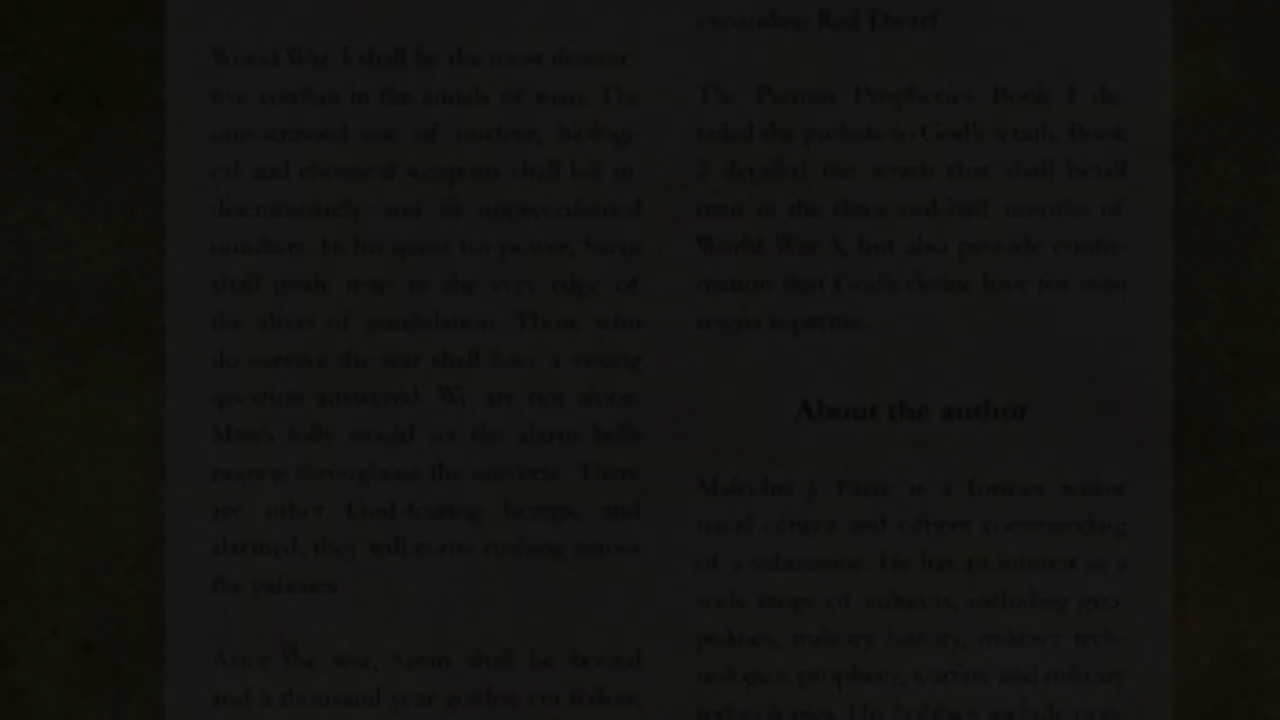 World War 3 shall be the most destruc-
tive conflict in the annals of man. The
unrestrained use of nuclear, biologi-
cal and chemical weapons shall kill in-
discriminately and in unprecedented
numbers. In his quest for power, Satan
shall push man to the very edge of
the abyss of annihilation. Those who
do survive the war shall have a
question answered. We are not alone.
Man's folly would set the alarm bells
ringing throughout the universe. There
are other God-fearing beings, and
alarmed, they will come rushing across
the galaxies.
After the war, Satan shall be bound
and a thousand year golden era follow,
expanding Red Dwarf.
The Prophecies Book 1 de-
tailed the prelude to God's wrath. Book
2 detailed the wrath that shall befall
man in the three-and-half months of
World War 3, but also provide confir-
mation that God's divine love for man
reigns supreme.
About the author
Malcolm J. is a former senior
naval officer and officer commanding
of a submarine. He has an interest in a
wide range of subjects, including geo-
politics, military history, military tech-
nologies, prophecy, warfare and military
His hobbies include